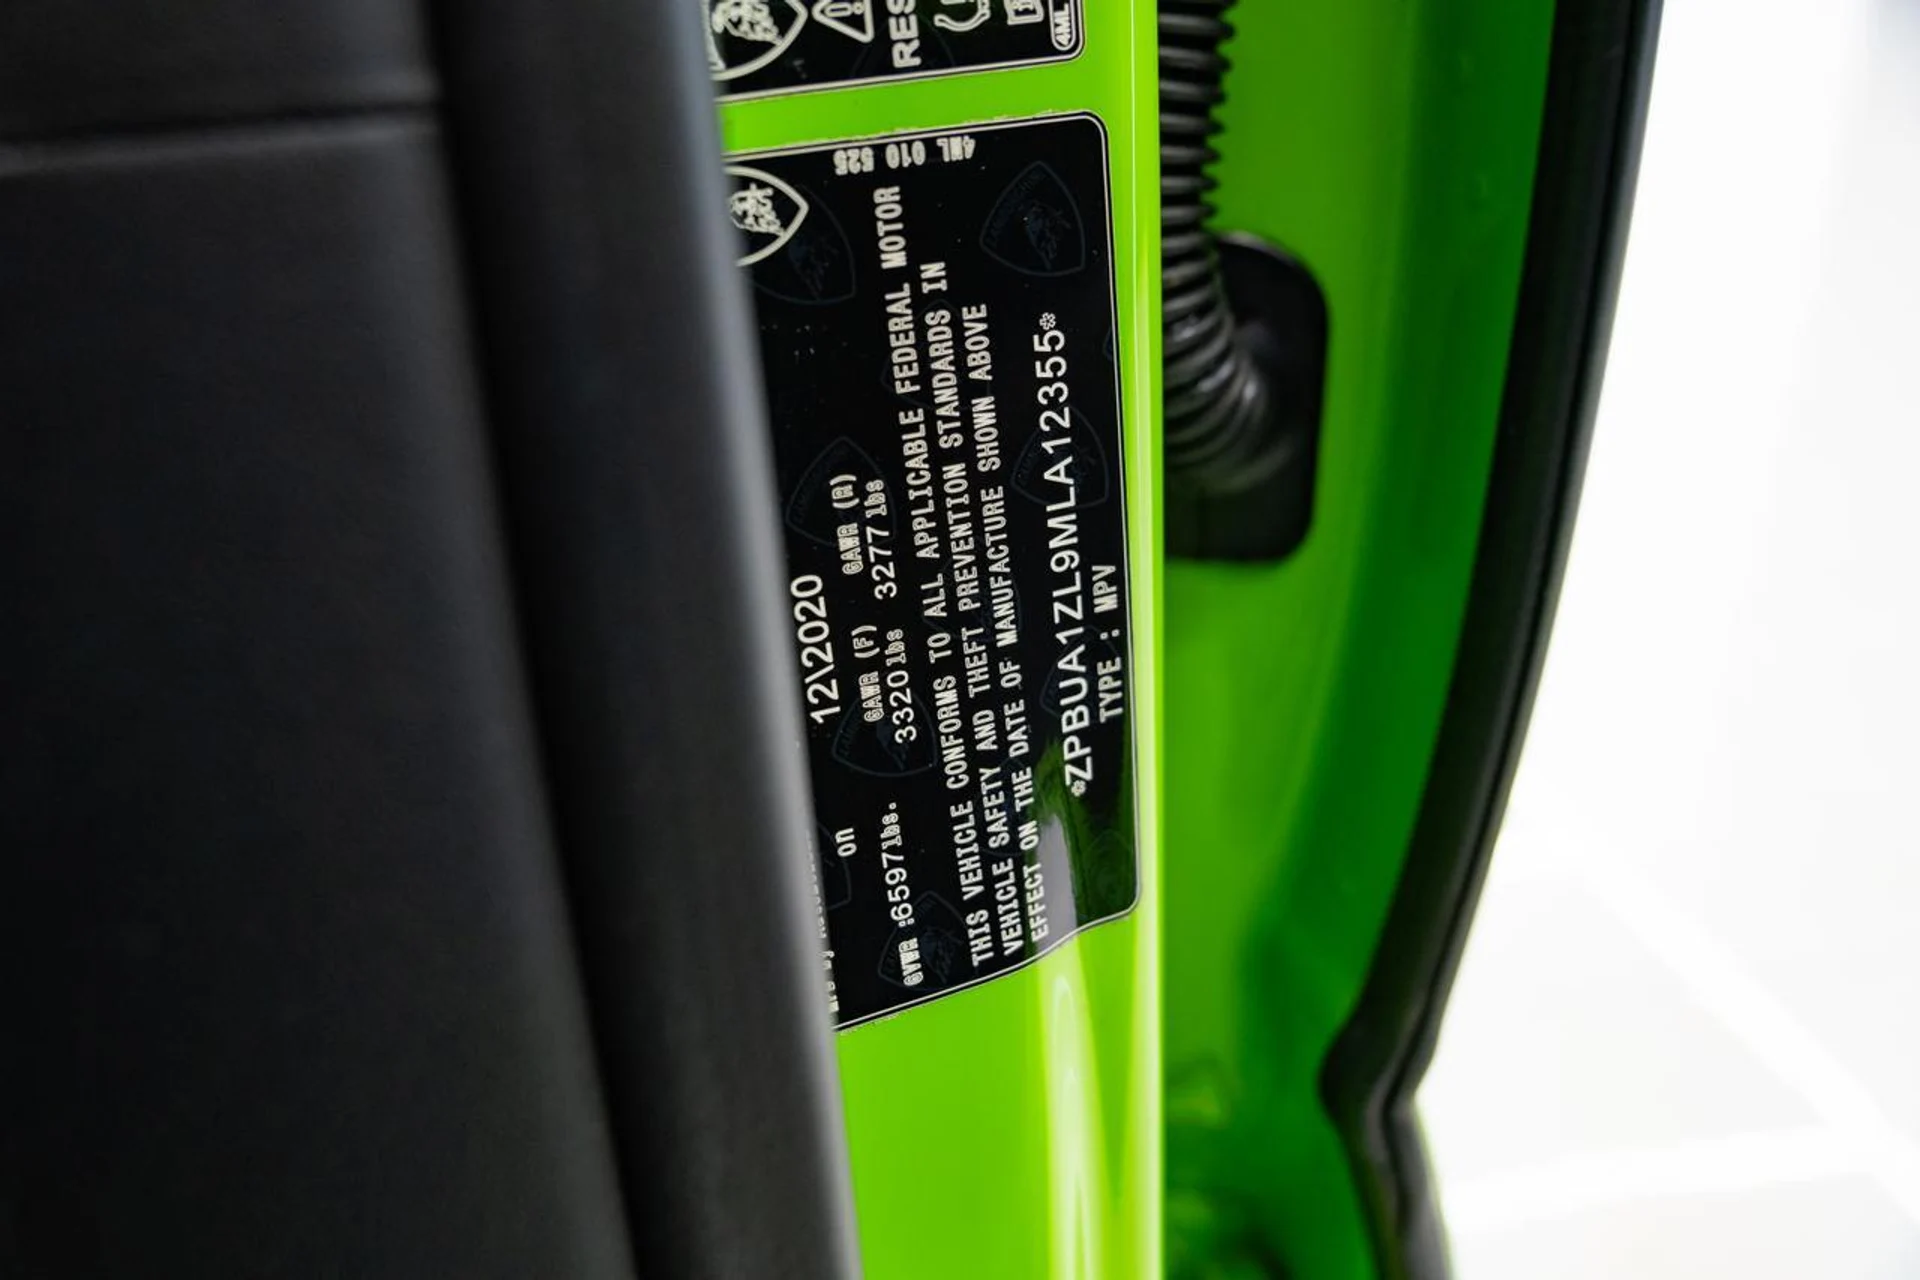 RES
4ML
4ML 010 525
on 12\2020
GAWR (F) GAWR (R)
GVWR :6597lbs. 3320lbs 3277lbs
THIS VEHICLE CONFORMS TO ALL APPLICABLE FEDERAL MOTOR
VEHICLE SAFETY AND THEFT PREVENTION STANDARDS IN
EFFECT ON THE DATE OF MANUFACTURE SHOWN ABOVE
*ZPBUA1ZL9MLA12355*
TYPE : MPV